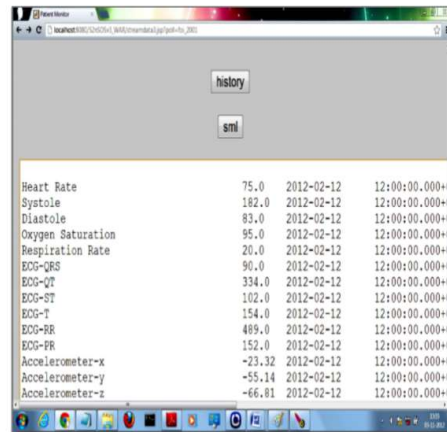 Patient Monitor
history
sml
Heart Rate 75.0 2012-02-12 12:00:00.000+
Systole 182.0 2012-02-12 12:00:00.000+
Diastole 83.0 2012-02-12 12:00:00.000+
Oxygen Saturation 95.0 2012-02-12 12:00:00.000+
Respiration Rate 20.0 2012-02-12 12:00:00.000+
ECG-QRS 90.0 2012-02-12 12:00:00.000+
ECG-QT 334.0 2012-02-12 12:00:00.000+
ECG-ST 102.0 2012-02-12 12:00:00.000+
ECG-T 154.0 2012-02-12 12:00:00.000+
ECG-RR 489.0 2012-02-12 12:00:00.000+
ECG-PR 152.0 2012-02-12 12:00:00.000+
Accelerometer-x -23.32 2012-02-12 12:00:00.000+
Accelerometer-y -55.14 2012-02-12 12:00:00.000+
Accelerometer-z -66.81 2012-02-12 12:00:00.000+